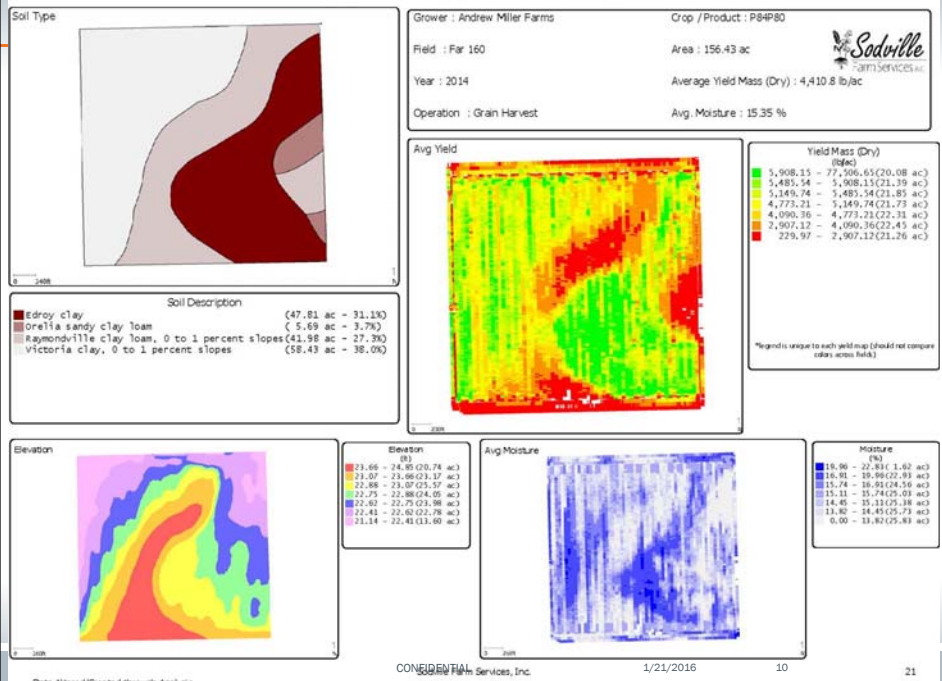 Soil Type
240ft
Grower : Andrew Miller Farms
Crop / Product : P84P80
Field : Far 160
Area : 156.43 ac
Year : 2014
Average Yield Mass (Dry) : 4,410.8 lb/ac
Operation : Grain Harvest
Avg. Moisture : 15.35 %
Sodville
Farm Services
Soil Description
Edroy clay (47.81 ac - 31.1%)
Orelia sandy clay loam ( 5.69 ac - 3.7%)
Raymondville clay loam, 0 to 1 percent slopes(41.98 ac - 27.3%)
Victoria clay, 0 to 1 percent slopes (58.43 ac - 38.0%)
Avg Yield
Yield Mass (Dry)
(lb/ac)
5,908.15 - 77,506.65(20.08 ac)
5,485.54 - 5,908.15(21.39 ac)
5,149.74 - 5,485.54(21.85 ac)
4,773.21 - 5,149.74(21.73 ac)
4,090.36 - 4,773.21(22.31 ac)
2,907.12 - 4,090.36(22.45 ac)
229.97 - 2,907.12(21.26 ac)
*legend is unique to each yield map (should not compare
colors across fields)
Elevation
Elevation
(ft)
23.66 - 24.85(20.74 ac)
23.07 - 23.66(23.17 ac)
22.88 - 23.07(25.57 ac)
22.75 - 22.88(24.05 ac)
22.62 - 22.75(23.98 ac)
22.41 - 22.62(22.78 ac)
21.14 - 22.41(13.60 ac)
Avg Moisture
Moisture
(%)
19.96 - 22.83( 1.62 ac)
16.91 - 19.96(22.93 ac)
15.74 - 16.91(24.56 ac)
15.11 - 15.74(25.03 ac)
14.45 - 15.11(25.38 ac)
13.82 - 14.45(25.73 ac)
0.00 - 13.82(25.83 ac)
CONFIDENTIAL
Sodville Farm Services, Inc.
1/21/2016
10
21